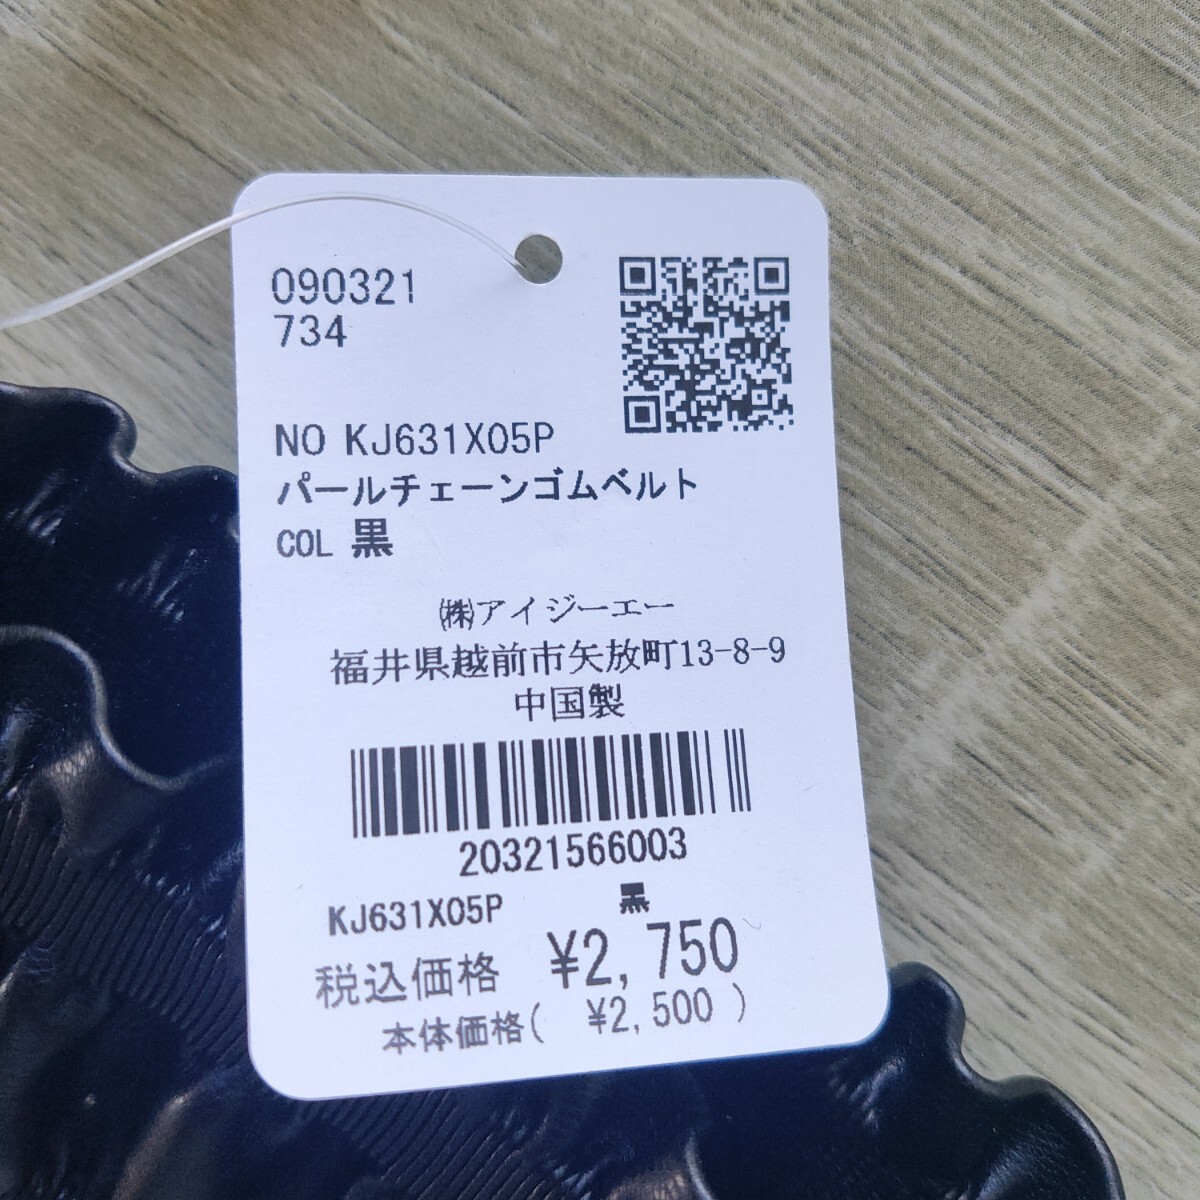 090321
734
NO KJ631X05P
パールチェーンゴムベルト
COL 黒
㈱アイジーエー
福井県越前市矢放町13-8-9
中国製
20321566003
KJ631X05P 黒
税込価格 ¥2,750
本体価格( ¥2,500 )